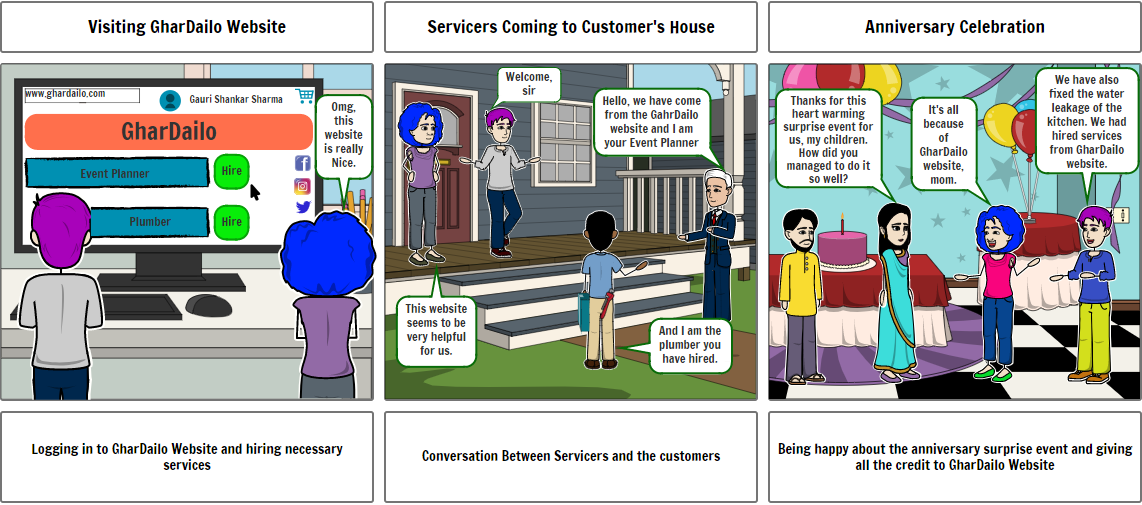 Visiting GharDailo Website
Servicers Coming to Customer's House
Anniversary Celebration
www.ghardailo.com
Gauri Shankar Sharma
GharDailo
Event Planner
Hire
Plumber
Hire
Omg,
this
website
is really
Nice.
Welcome,
sir
Hello, we have come
from the GahrDailo
website and I am
your Event Planner
This website
seems to be
very helpful
for us.
And I am the
plumber you
have hired.
Thanks for this
heart warming
surprise event for
us, my children.
How did you
managed to do it
so well?
It's all
because
of
GharDailo
website,
mom.
We have also
fixed the water
leakage of the
kitchen. We had
hired services
from GharDailo
website.
Logging in to GharDailo Website and hiring necessary
services
Conversation Between Servicers and the customers
Being happy about the anniversary surprise event and giving
all the credit to GharDailo Website